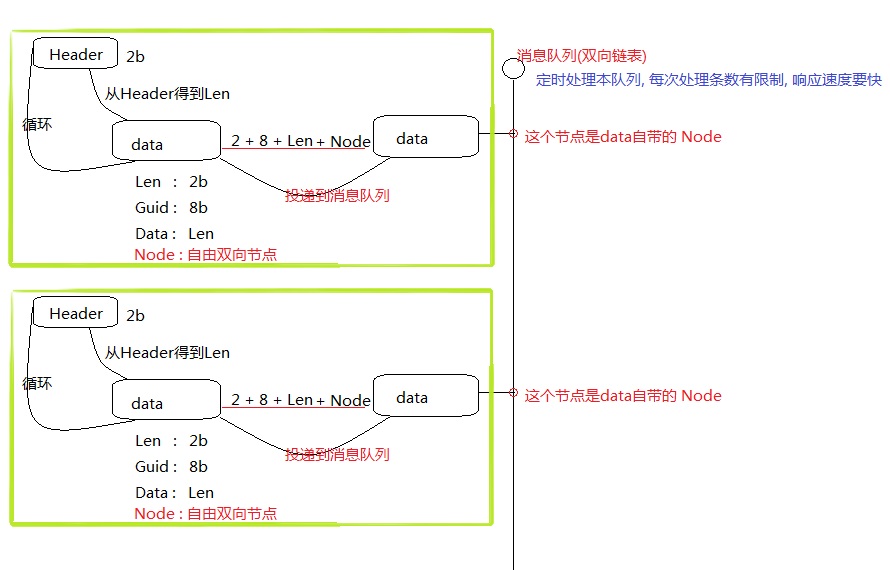 消息队列(双向链表)
定时处理本队列, 每次处理条数有限制, 响应速度要快
Header 2b
从Header得到Len
循环
data
2 + 8 + Len + Node
data
这个节点是data自带的 Node
投递到消息队列
Len : 2b
Guid : 8b
Data : Len
Node : 自由双向节点
Header 2b
从Header得到Len
循环
data
2 + 8 + Len + Node
data
这个节点是data自带的 Node
投递到消息队列
Len : 2b
Guid : 8b
Data : Len
Node : 自由双向节点